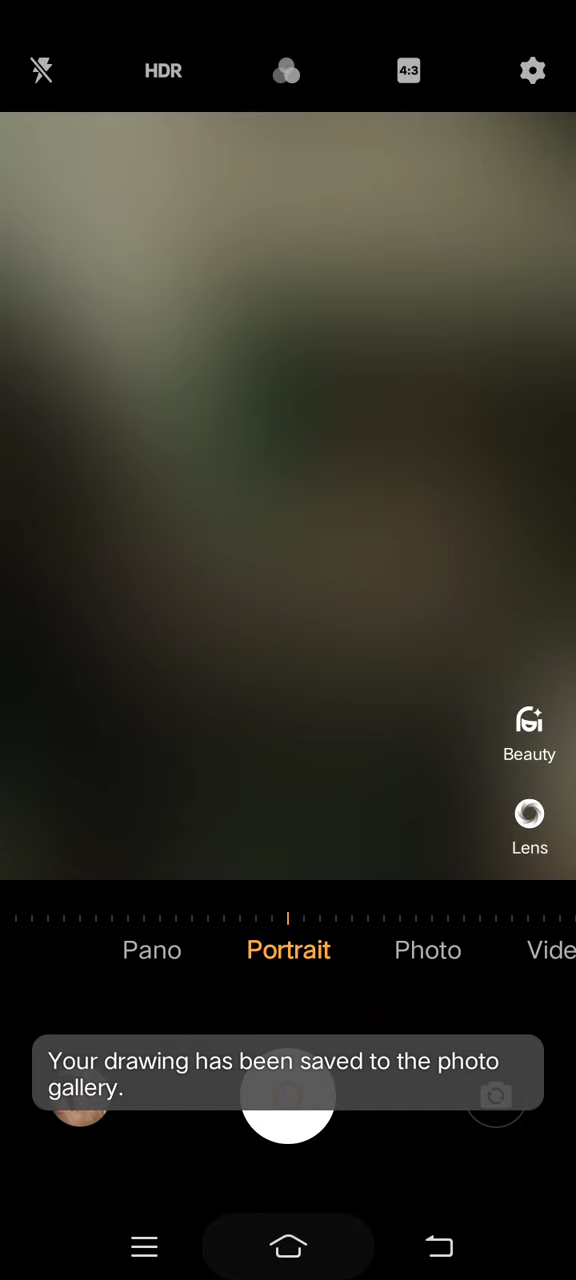 HDR
4:3
Beauty
Lens
Pano Portrait Photo Vide
Your drawing has been saved to the photo
gallery.